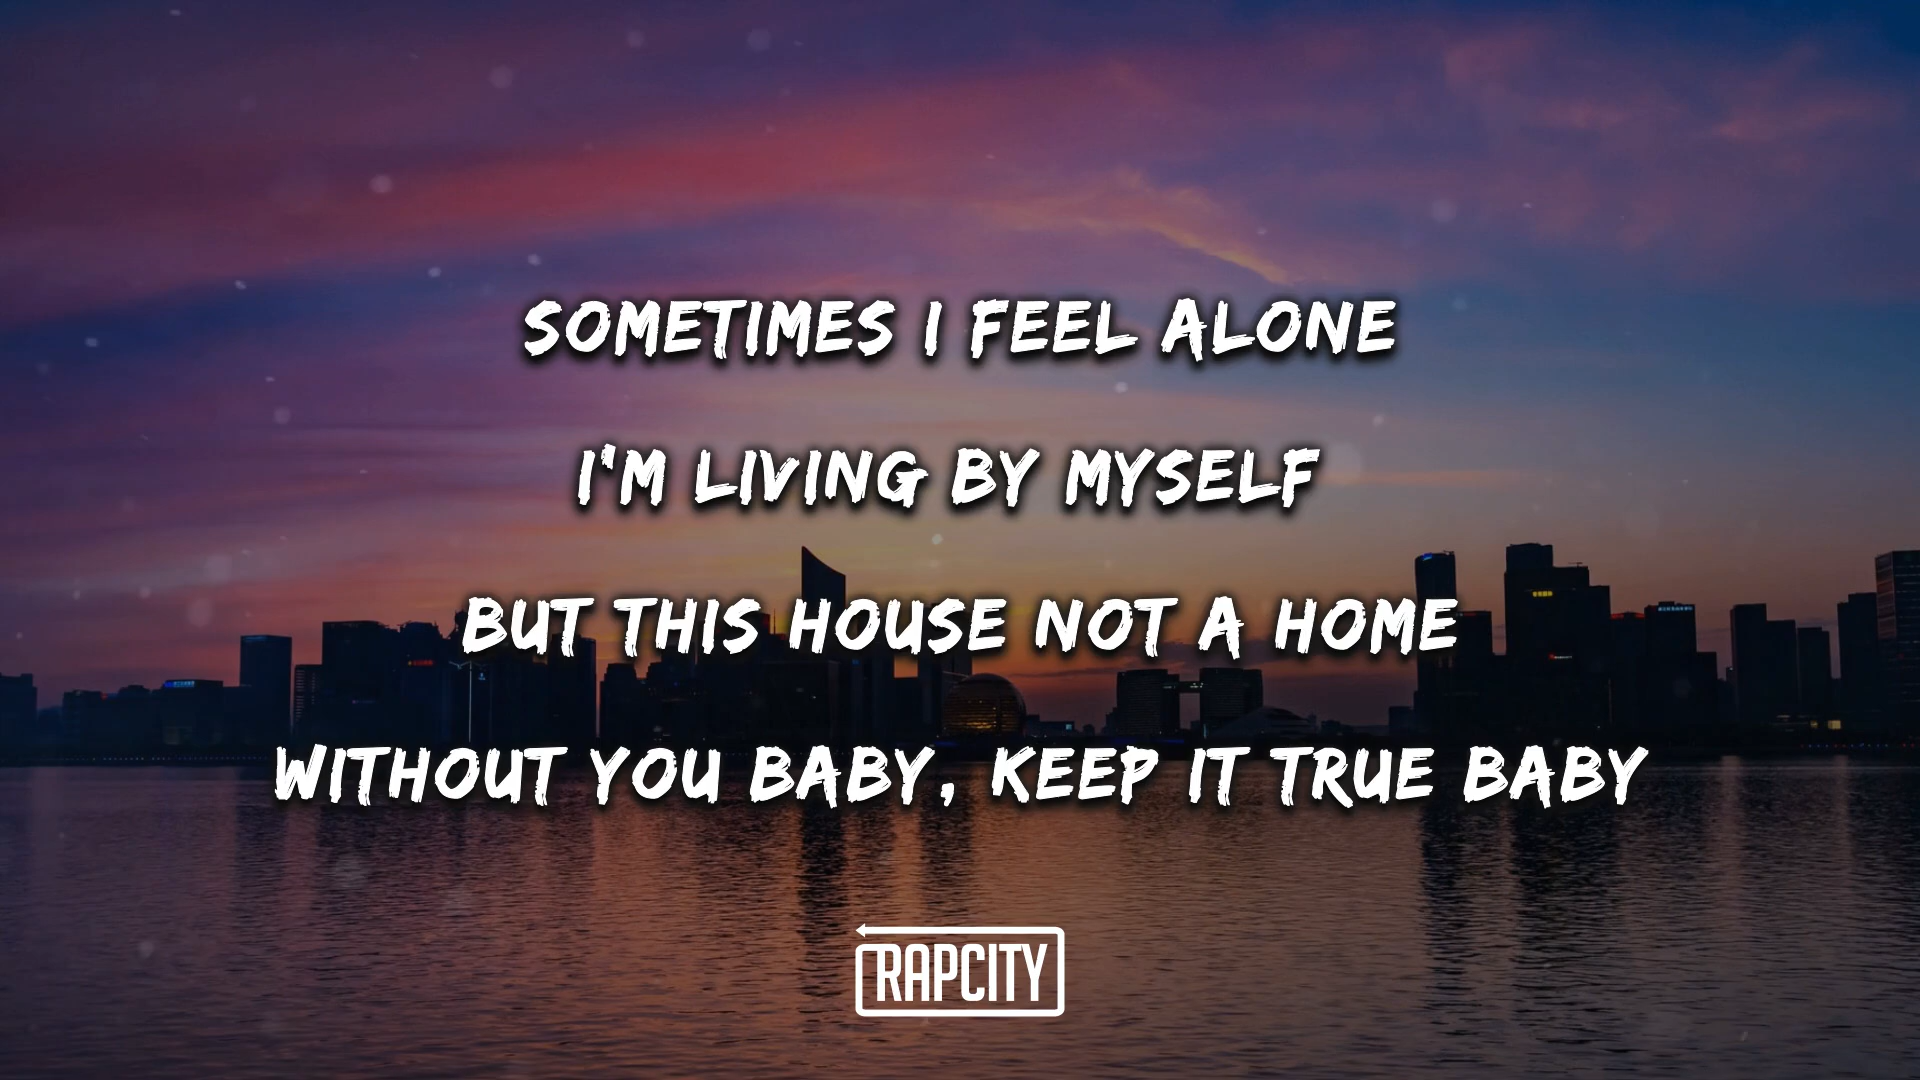 SOMETIMES I FEEL ALONE
I'M LIVING BY MYSELF
BUT THIS HOUSE NOT A HOME
WITHOUT YOU BABY, KEEP IT TRUE BABY
RAPCITY